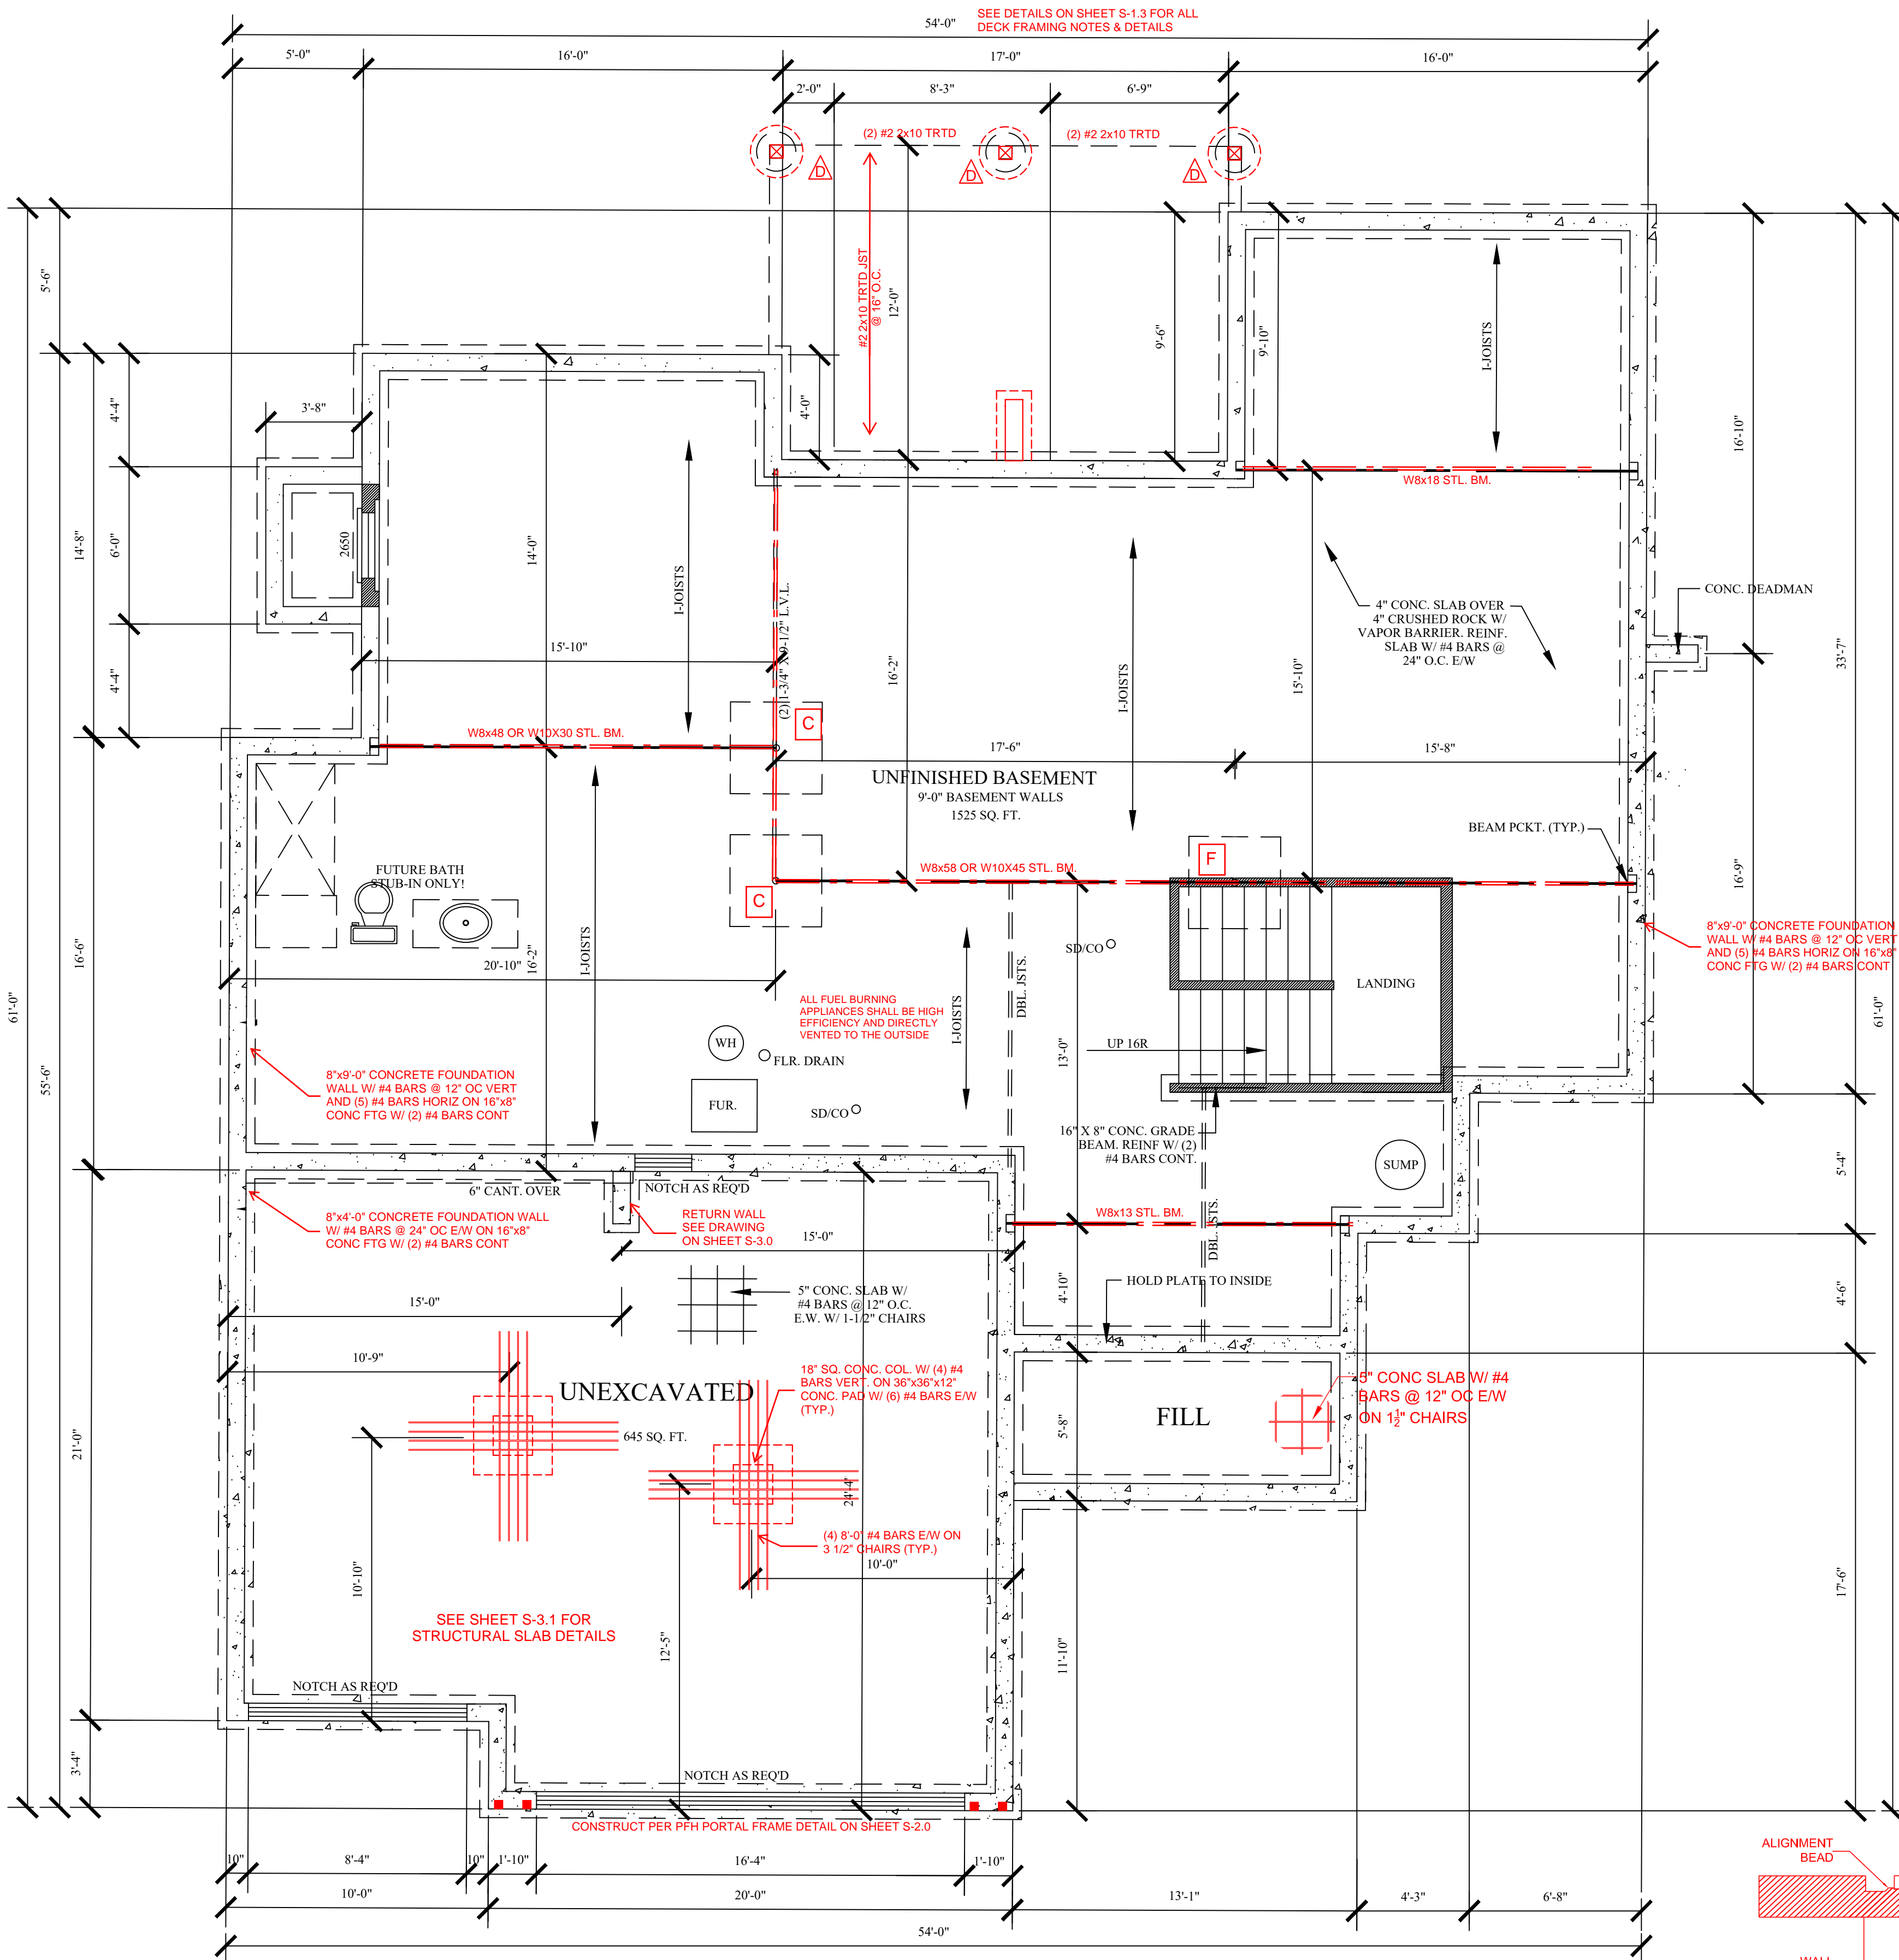 SEE DETAILS ON SHEET S-1.3 FOR ALL
DECK FRAMING NOTES & DETAILS
54'-0"
5'-0"
16'-0"
17'-0"
16'-0"
2'-0"
8'-3"
6'-9"
(2) #2 2x10 TRTD
(2) #2 2x10 TRTD
D
D
D
#2 2x10 TRTD JST
@ 16" O.C.
12'-0"
5'-6"
9'-6"
9'-10"
I-JOISTS
16'-10"
4'-4"
3'-8"
4'-0"
W8x18 STL. BM.
14'-8"
6'-0"
2650
14'-0"
I-JOISTS
(2) 1-3/4" X 9-1/2" L.V.L.
CONC. DEADMAN
4" CONC. SLAB OVER
4" CRUSHED ROCK W/
VAPOR BARRIER. REINF.
SLAB W/ #4 BARS @
24" O.C. E/W
15'-10"
16'-2"
I-JOISTS
15'-10"
33'-7"
4'-4"
C
W8x48 OR W10X30 STL. BM.
17'-6"
15'-8"
UNFINISHED BASEMENT
9'-0" BASEMENT WALLS
1525 SQ. FT.
BEAM PCKT. (TYP.)
FUTURE BATH
STUB-IN ONLY!
W8x58 OR W10X45 STL. BM.
F
C
16'-9"
8"x9'-0" CONCRETE FOUNDATION
WALL W/ #4 BARS @ 12" OC VERT
AND (5) #4 BARS HORIZ ON 16"x8"
CONC FTG W/ (2) #4 BARS CONT
16'-6"
20'-10"
16'-2"
I-JOISTS
SD/CO
DBL. JSTS.
LANDING
61'-0"
61'-0"
55'-6"
ALL FUEL BURNING
APPLIANCES SHALL BE HIGH
EFFICIENCY AND DIRECTLY
VENTED TO THE OUTSIDE
I-JOISTS
13'-0"
UP 16R
WH
FLR. DRAIN
8"x9'-0" CONCRETE FOUNDATION
WALL W/ #4 BARS @ 12" OC VERT
AND (5) #4 BARS HORIZ ON 16"x8"
CONC FTG W/ (2) #4 BARS CONT
FUR.
SD/CO
16" X 8" CONC. GRADE
BEAM. REINF W/ (2)
#4 BARS CONT.
SUMP
5'-4"
6" CANT. OVER
NOTCH AS REQ'D
8"x4'-0" CONCRETE FOUNDATION WALL
W/ #4 BARS @ 24" OC E/W ON 16"x8"
CONC FTG W/ (2) #4 BARS CONT
RETURN WALL
SEE DRAWING
ON SHEET S-3.0
15'-0"
W8x13 STL. BM.
DBL. JSTS.
HOLD PLATE TO INSIDE
4'-10"
4'-6"
15'-0"
5" CONC. SLAB W/
#4 BARS @ 12" O.C.
E.W. W/ 1-1/2" CHAIRS
10'-9"
UNEXCAVATED
645 SQ. FT.
18" SQ. CONC. COL. W/ (4) #4
BARS VERT. ON 36"x36"x12"
CONC. PAD W/ (6) #4 BARS E/W
(TYP.)
5'-8"
FILL
5" CONC SLAB W/ #4
BARS @ 12" OC E/W
ON 1½" CHAIRS
21'-0"
24'-4"
(4) 8'-0" #4 BARS E/W ON
3 1/2" CHAIRS (TYP.)
10'-0"
10'-10"
17'-6"
SEE SHEET S-3.1 FOR
STRUCTURAL SLAB DETAILS
12'-5"
11'-10"
NOTCH AS REQ'D
3'-4"
NOTCH AS REQ'D
CONSTRUCT PER PFH PORTAL FRAME DETAIL ON SHEET S-2.0
ALIGNMENT
BEAD
10"
8'-4"
10"
1'-10"
16'-4"
1'-10"
10'-0"
20'-0"
13'-1"
4'-3"
6'-8"
54'-0"
WALL